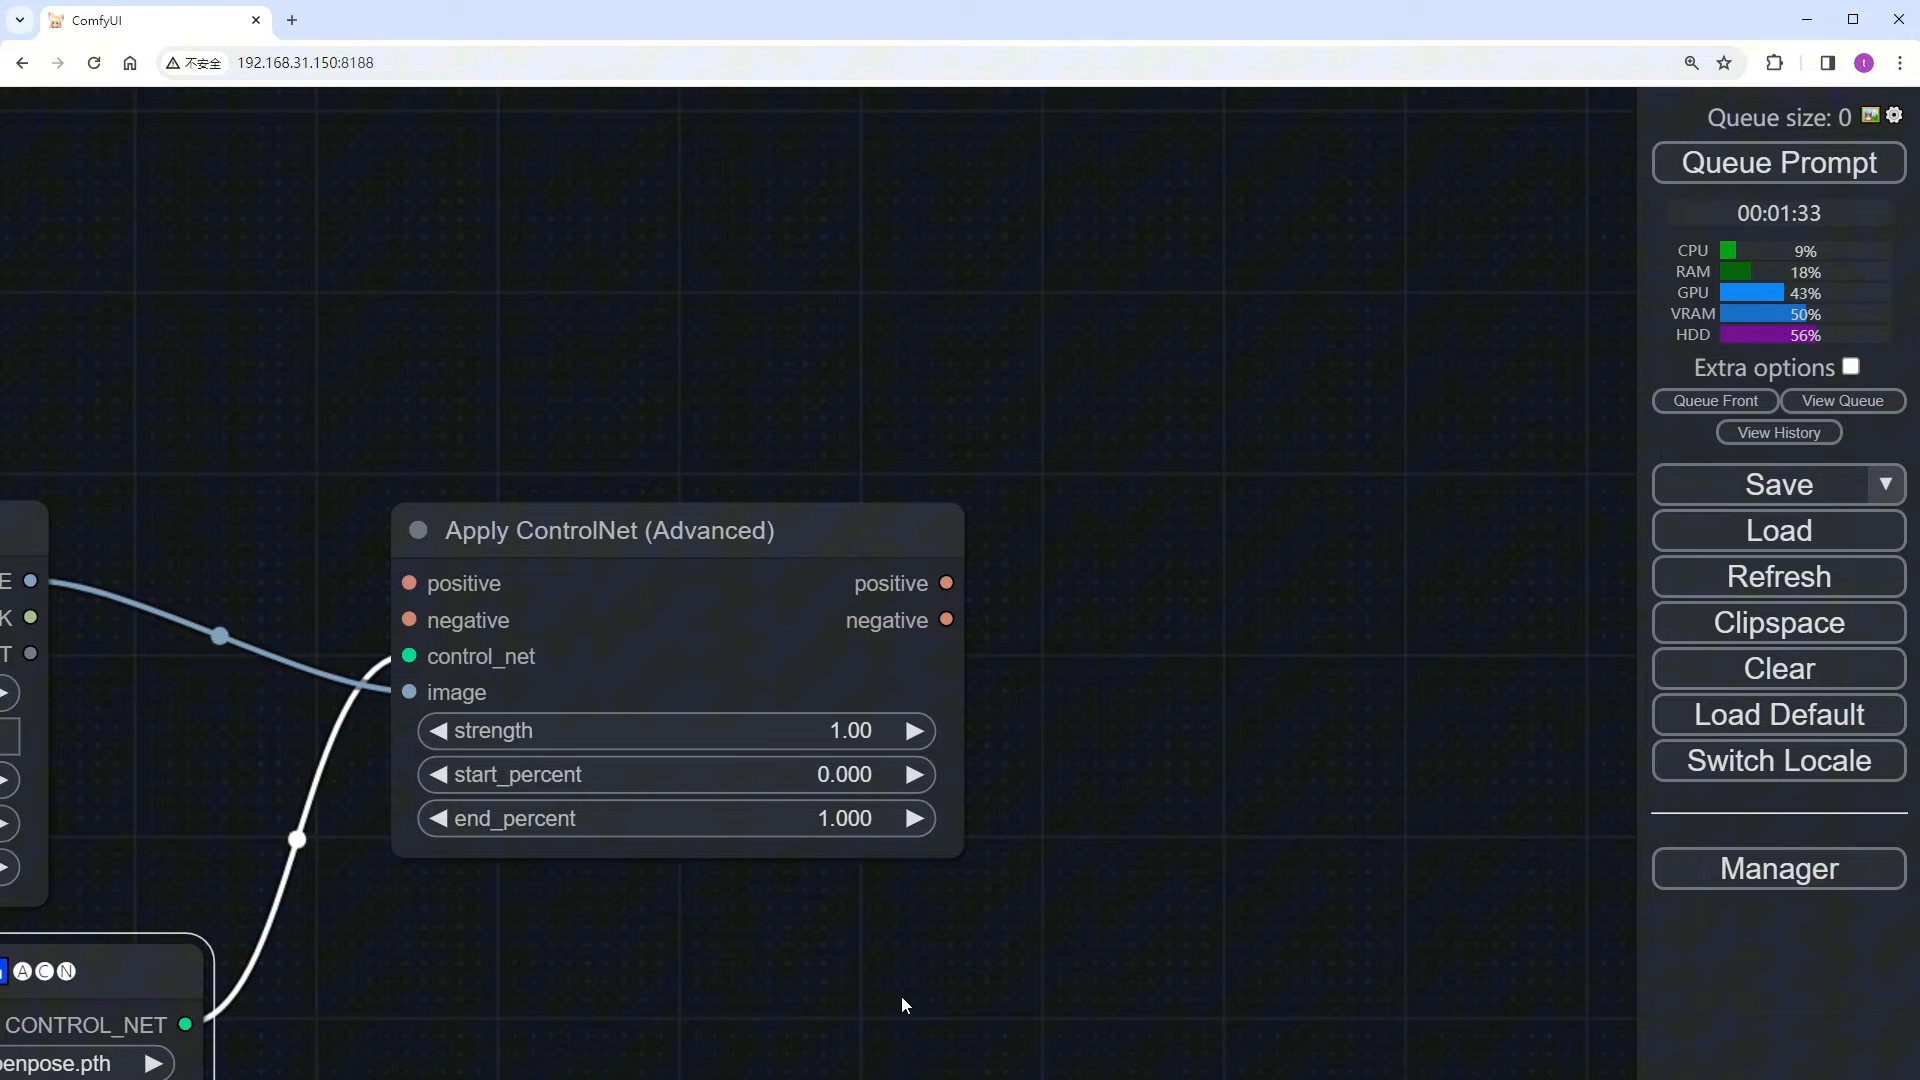 ComfyUI
不安全 192.168.31.150:8188
t
Queue size: 0
Queue Prompt
00:01:33
CPU 9%
RAM 18%
GPU 43%
VRAM 50%
HDD 56%
Extra options
Queue Front View Queue
View History
Save ▼
Load
Refresh
Clipspace
Clear
Load Default
Switch Locale
Manager
Apply ControlNet (Advanced)
positive positive
negative negative
control_net
image
strength 1.00
start_percent 0.000
end_percent 1.000
E
K
T
ⒶⒸⓃ
CONTROL_NET
enpose.pth